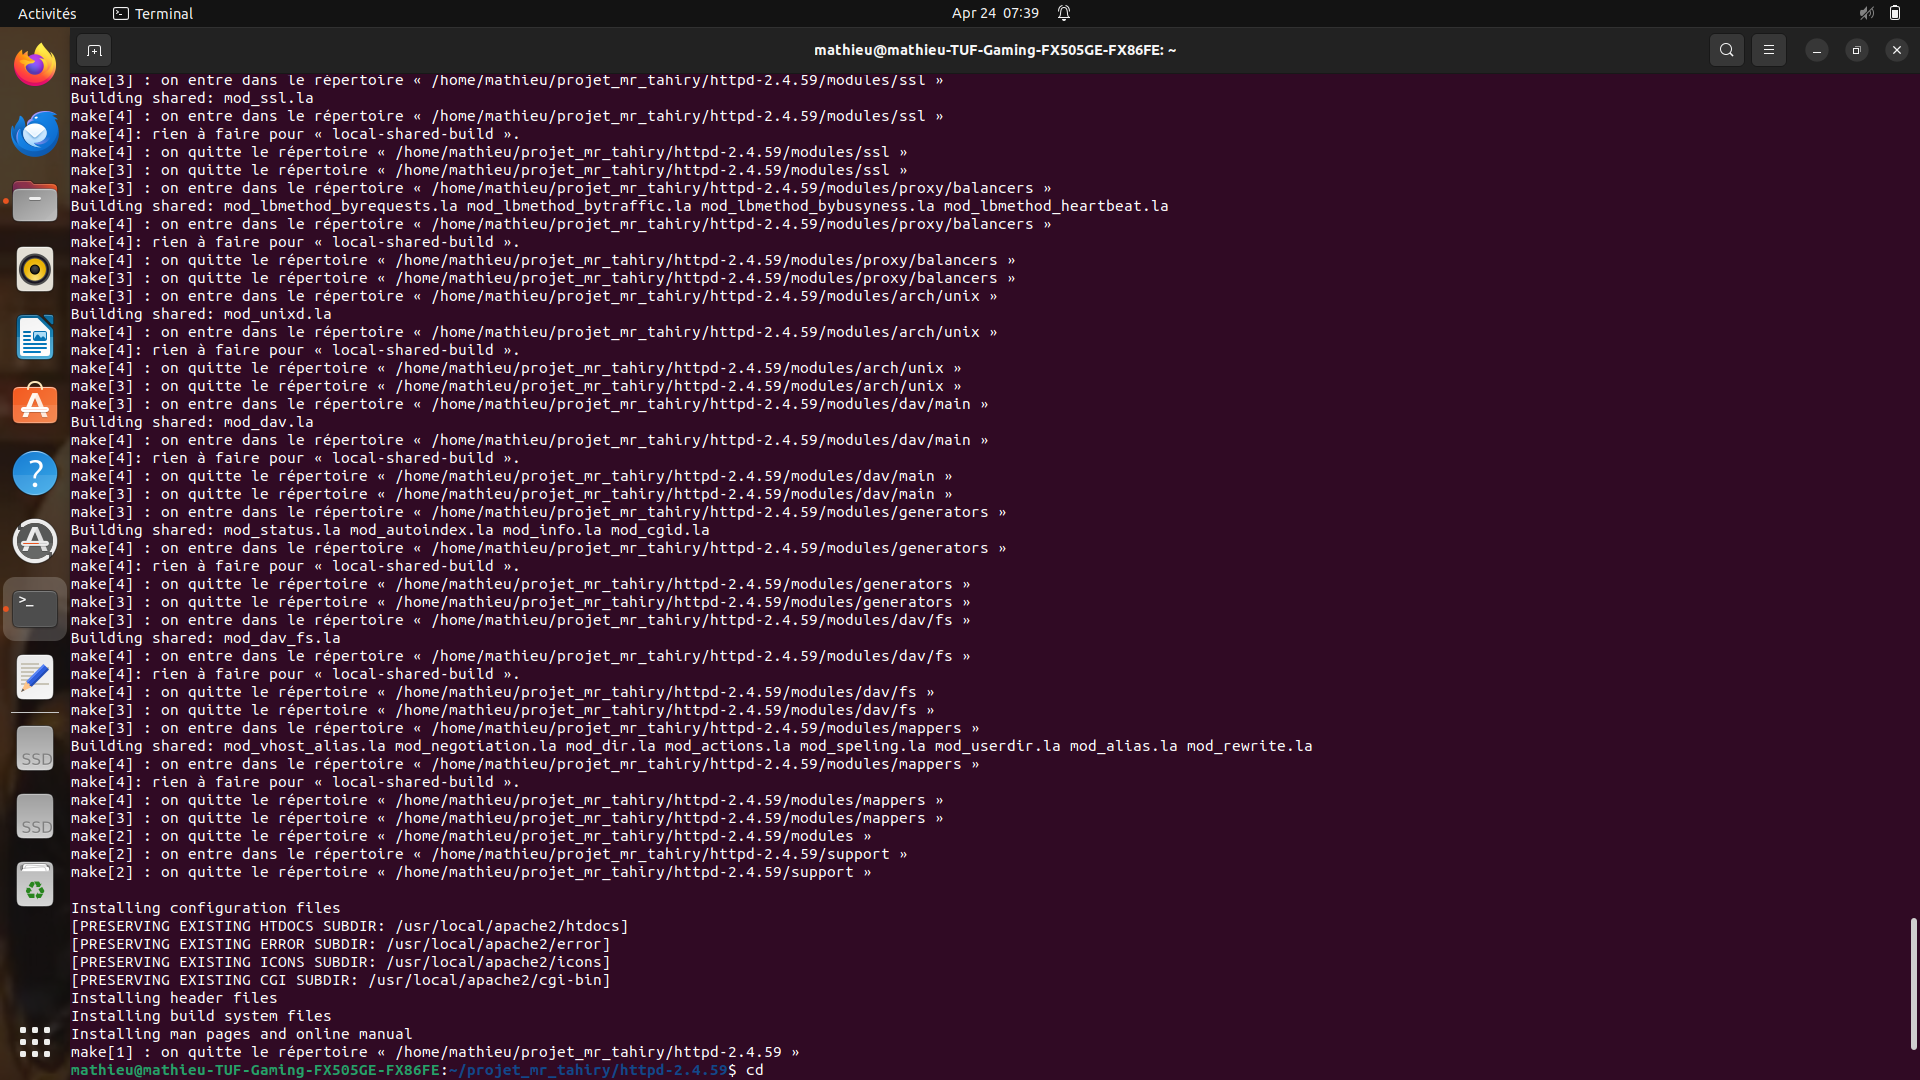 Activités
Terminal
Apr 24 07:39
mathieu@mathieu-TUF-Gaming-FX505GE-FX86FE: ~
make[3] : on entre dans le répertoire « /home/mathieu/projet_mr_tahiry/httpd-2.4.59/modules/ssl »
Building shared: mod_ssl.la
make[4] : on entre dans le répertoire « /home/mathieu/projet_mr_tahiry/httpd-2.4.59/modules/ssl »
make[4]: rien à faire pour « local-shared-build ».
make[4] : on quitte le répertoire « /home/mathieu/projet_mr_tahiry/httpd-2.4.59/modules/ssl »
make[3] : on quitte le répertoire « /home/mathieu/projet_mr_tahiry/httpd-2.4.59/modules/ssl »
make[3] : on entre dans le répertoire « /home/mathieu/projet_mr_tahiry/httpd-2.4.59/modules/proxy/balancers »
Building shared: mod_lbmethod_byrequests.la mod_lbmethod_bytraffic.la mod_lbmethod_bybusyness.la mod_lbmethod_heartbeat.la
make[4] : on entre dans le répertoire « /home/mathieu/projet_mr_tahiry/httpd-2.4.59/modules/proxy/balancers »
make[4]: rien à faire pour « local-shared-build ».
make[4] : on quitte le répertoire « /home/mathieu/projet_mr_tahiry/httpd-2.4.59/modules/proxy/balancers »
make[3] : on quitte le répertoire « /home/mathieu/projet_mr_tahiry/httpd-2.4.59/modules/proxy/balancers »
make[3] : on entre dans le répertoire « /home/mathieu/projet_mr_tahiry/httpd-2.4.59/modules/arch/unix »
Building shared: mod_unixd.la
make[4] : on entre dans le répertoire « /home/mathieu/projet_mr_tahiry/httpd-2.4.59/modules/arch/unix »
make[4]: rien à faire pour « local-shared-build ».
make[4] : on quitte le répertoire « /home/mathieu/projet_mr_tahiry/httpd-2.4.59/modules/arch/unix »
make[3] : on quitte le répertoire « /home/mathieu/projet_mr_tahiry/httpd-2.4.59/modules/arch/unix »
make[3] : on entre dans le répertoire « /home/mathieu/projet_mr_tahiry/httpd-2.4.59/modules/dav/main »
Building shared: mod_dav.la
make[4] : on entre dans le répertoire « /home/mathieu/projet_mr_tahiry/httpd-2.4.59/modules/dav/main »
make[4]: rien à faire pour « local-shared-build ».
make[4] : on quitte le répertoire « /home/mathieu/projet_mr_tahiry/httpd-2.4.59/modules/dav/main »
make[3] : on quitte le répertoire « /home/mathieu/projet_mr_tahiry/httpd-2.4.59/modules/dav/main »
make[3] : on entre dans le répertoire « /home/mathieu/projet_mr_tahiry/httpd-2.4.59/modules/generators »
Building shared: mod_status.la mod_autoindex.la mod_info.la mod_cgid.la
make[4] : on entre dans le répertoire « /home/mathieu/projet_mr_tahiry/httpd-2.4.59/modules/generators »
make[4]: rien à faire pour « local-shared-build ».
make[4] : on quitte le répertoire « /home/mathieu/projet_mr_tahiry/httpd-2.4.59/modules/generators »
make[3] : on quitte le répertoire « /home/mathieu/projet_mr_tahiry/httpd-2.4.59/modules/generators »
make[3] : on entre dans le répertoire « /home/mathieu/projet_mr_tahiry/httpd-2.4.59/modules/dav/fs »
Building shared: mod_dav_fs.la
make[4] : on entre dans le répertoire « /home/mathieu/projet_mr_tahiry/httpd-2.4.59/modules/dav/fs »
make[4]: rien à faire pour « local-shared-build ».
make[4] : on quitte le répertoire « /home/mathieu/projet_mr_tahiry/httpd-2.4.59/modules/dav/fs »
make[3] : on quitte le répertoire « /home/mathieu/projet_mr_tahiry/httpd-2.4.59/modules/dav/fs »
make[3] : on entre dans le répertoire « /home/mathieu/projet_mr_tahiry/httpd-2.4.59/modules/mappers »
Building shared: mod_vhost_alias.la mod_negotiation.la mod_dir.la mod_actions.la mod_speling.la mod_userdir.la mod_alias.la mod_rewrite.la
make[4] : on entre dans le répertoire « /home/mathieu/projet_mr_tahiry/httpd-2.4.59/modules/mappers »
make[4]: rien à faire pour « local-shared-build ».
make[4] : on quitte le répertoire « /home/mathieu/projet_mr_tahiry/httpd-2.4.59/modules/mappers »
make[3] : on quitte le répertoire « /home/mathieu/projet_mr_tahiry/httpd-2.4.59/modules/mappers »
make[2] : on quitte le répertoire « /home/mathieu/projet_mr_tahiry/httpd-2.4.59/modules »
make[2] : on entre dans le répertoire « /home/mathieu/projet_mr_tahiry/httpd-2.4.59/support »
make[2] : on quitte le répertoire « /home/mathieu/projet_mr_tahiry/httpd-2.4.59/support »
Installing configuration files
[PRESERVING EXISTING HTDOCS SUBDIR: /usr/local/apache2/htdocs]
[PRESERVING EXISTING ERROR SUBDIR: /usr/local/apache2/error]
[PRESERVING EXISTING ICONS SUBDIR: /usr/local/apache2/icons]
[PRESERVING EXISTING CGI SUBDIR: /usr/local/apache2/cgi-bin]
Installing header files
Installing build system files
Installing man pages and online manual
make[1] : on quitte le répertoire « /home/mathieu/projet_mr_tahiry/httpd-2.4.59 »
mathieu@mathieu-TUF-Gaming-FX505GE-FX86FE:~/projet_mr_tahiry/httpd-2.4.59$ cd
SSD
SSD